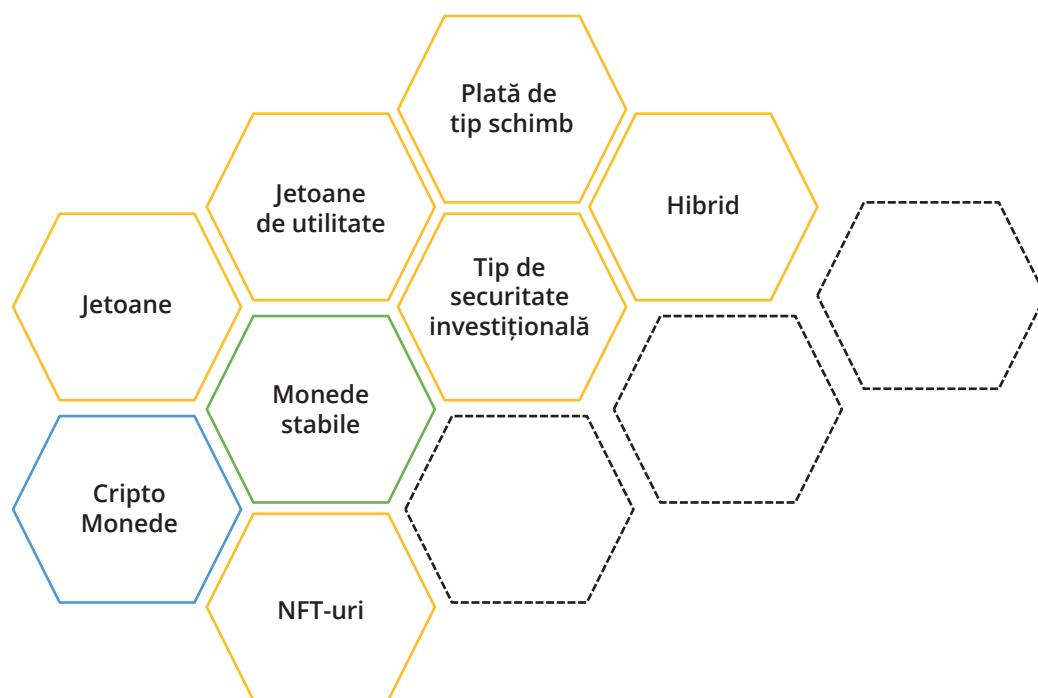 Plată de
tip schimb
Jetoane
de utilitate
Hibrid
Jetoane
Tip de
securitate
investițională
Monede
stabile
Cripto
Monede
NFT-uri